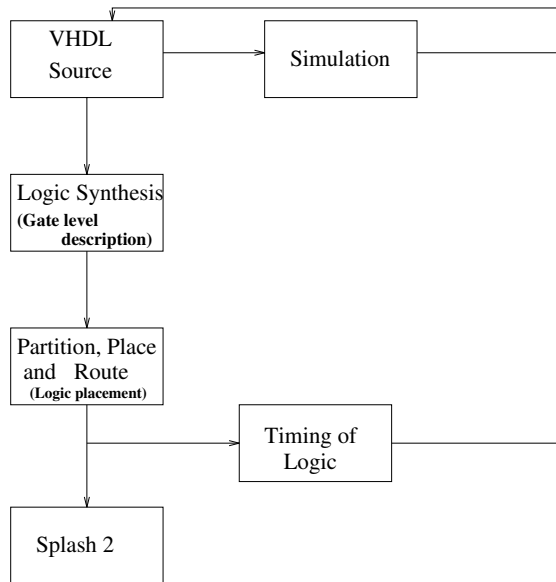 VHDL
Source
Simulation
Logic Synthesis
(Gate level
description)
Partition, Place
and Route
(Logic placement)
Timing of
Logic
Splash 2